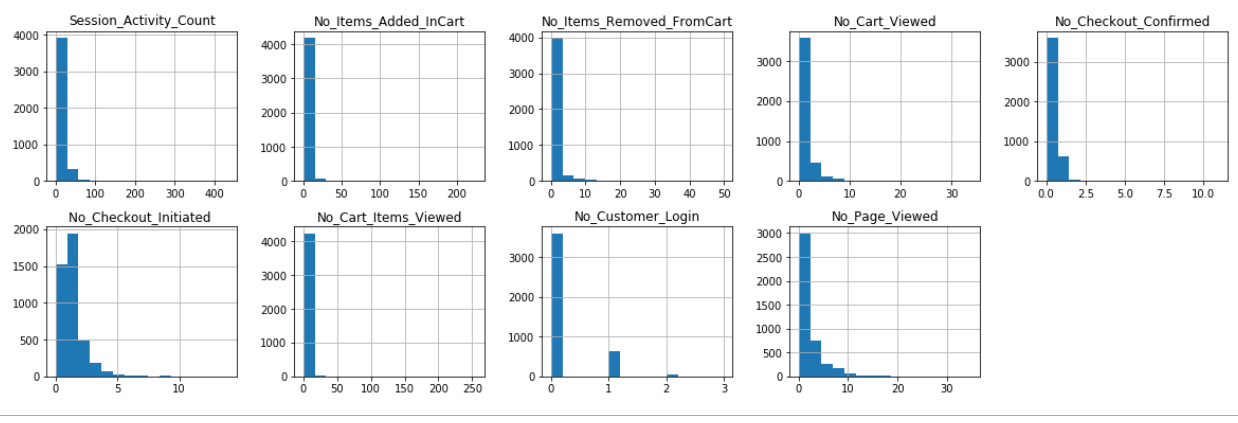 Session_Activity_Count No_Items_Added_InCart No_Items_Removed_FromCart No_Cart_Viewed No_Checkout_Confirmed
4000 4000 4000 3000 3000
3000 3000 3000 2000 2000
2000 2000 2000 1000 1000
1000 1000 1000 0 0
0 0 0
0 100 200 300 400 0 50 100 150 200 0 10 20 30 40 50 0 10 20 30 0.0 2.5 5.0 7.5 10.0
No_Checkout_Initiated No_Cart_Items_Viewed No_Customer_Login No_Page_Viewed
2000 4000 3000 3000
1500 3000 2000 2500
1000 2000 1000 2000
500 1000 0 1500
0 0 1000
500
0
0 5 10 0 50 100 150 200 250 0 1 2 3 0 10 20 30